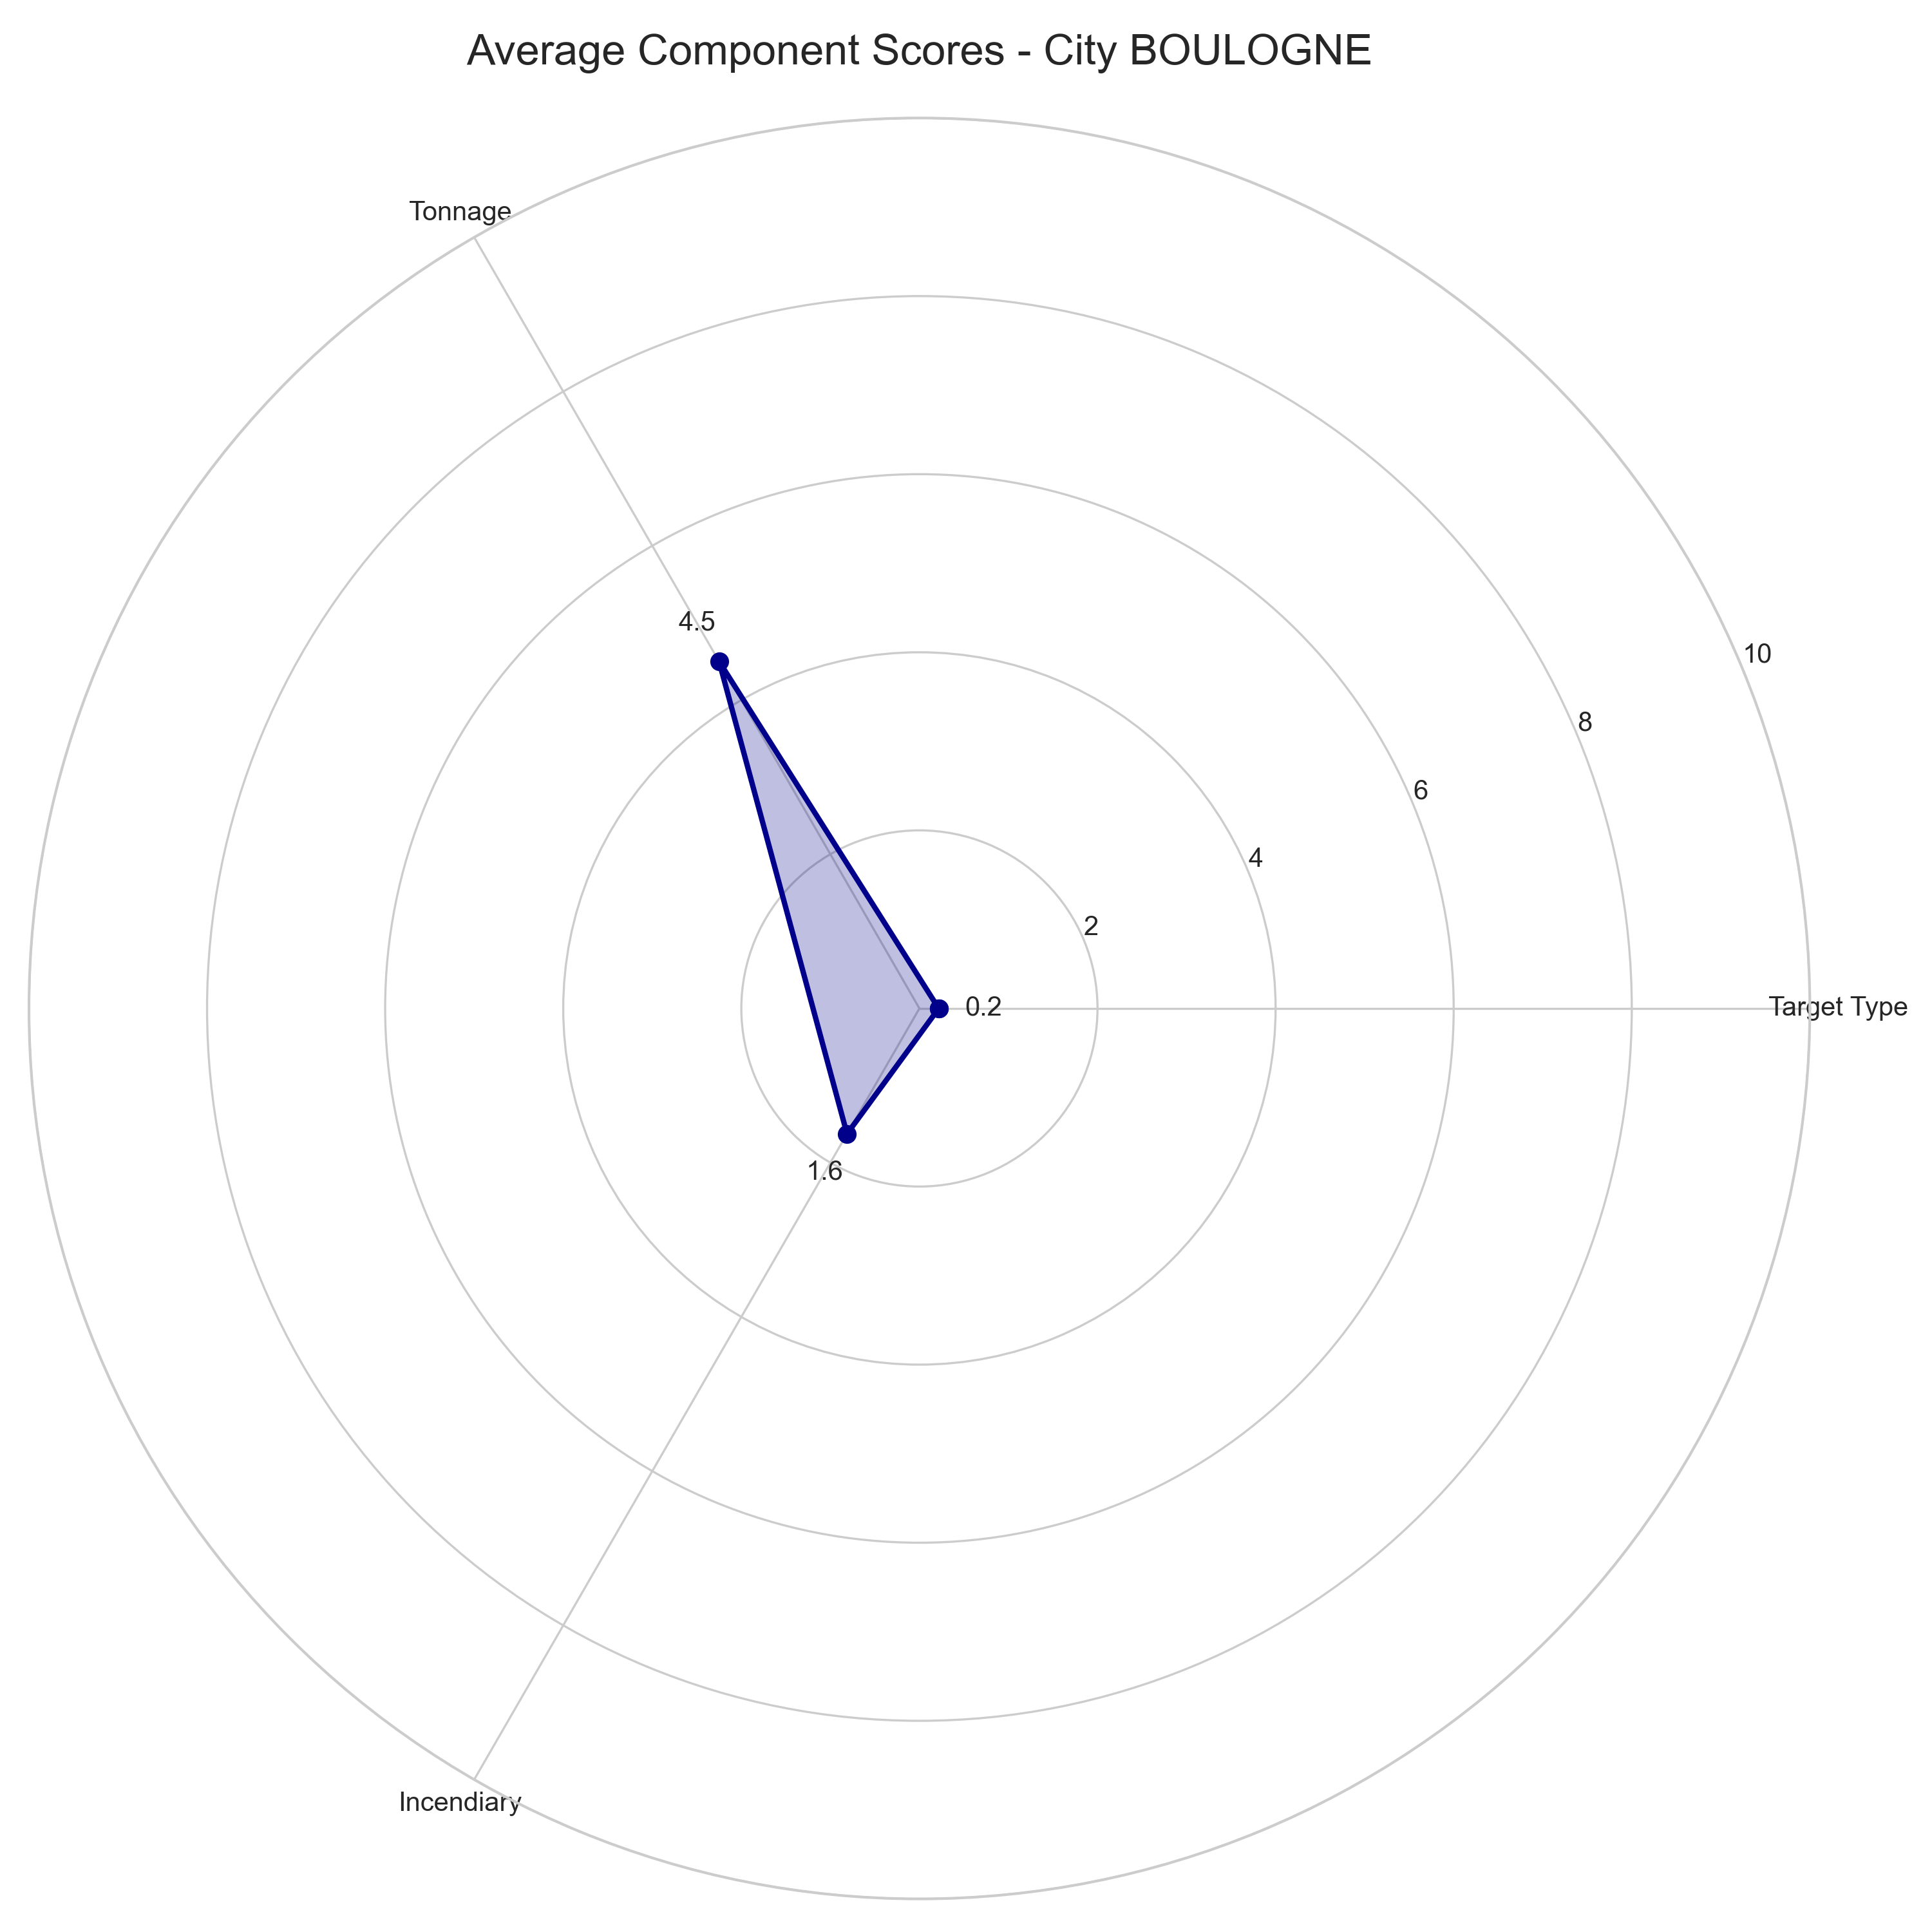 Average Component Scores - City BOULOGNE
Tonnage
4.5
10
8
6
4
2
0.2
Target Type
1.6
Incendiary